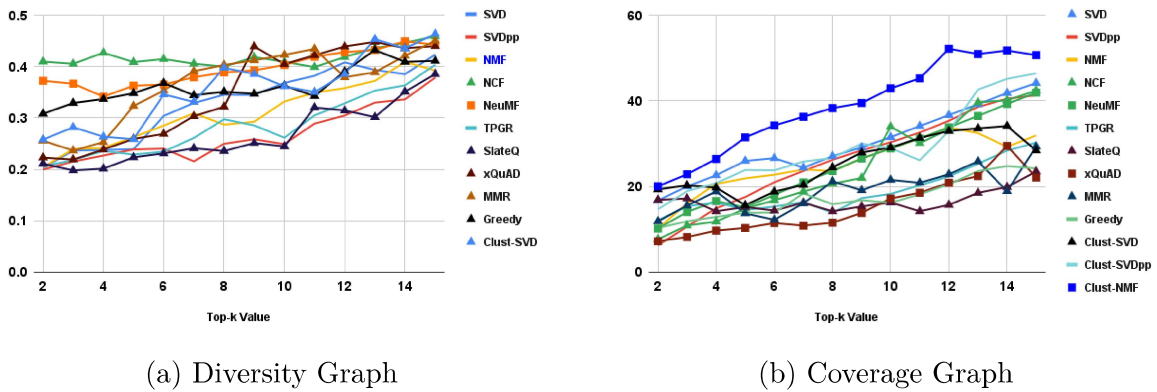 0.5
0.4
0.3
0.2
0.1
0.0
2 4 6 8 10 12 14
Top-k Value
SVD
SVDpp
NMF
NCF
NeuMF
TPGR
SlateQ
xQuAD
MMR
Greedy
Clust-SVD
(a) Diversity Graph
60
40
20
0
2 4 6 8 10 12 14
Top-k Value
SVD
SVDpp
NMF
NCF
NeuMF
TPGR
SlateQ
xQuAD
MMR
Greedy
Clust-SVD
Clust-SVDpp
Clust-NMF
(b) Coverage Graph